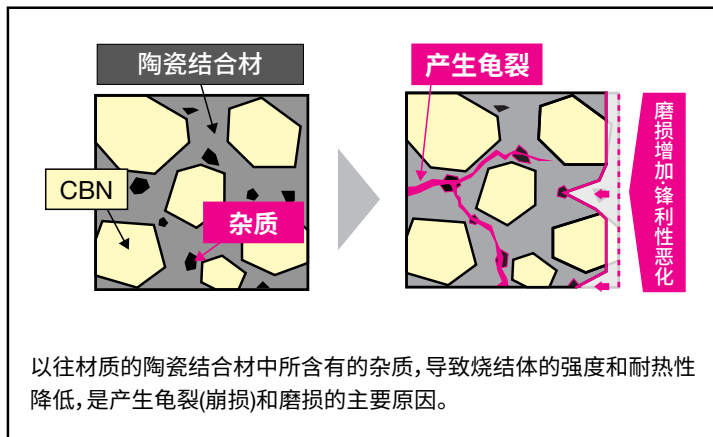 陶瓷结合材
产生龟裂
CBN
杂质
磨损增加·锋利性恶化
以往材质的陶瓷结合材中所含有的杂质，导致烧结体的强度和耐热性
降低，是产生龟裂(崩损)和磨损的主要原因。